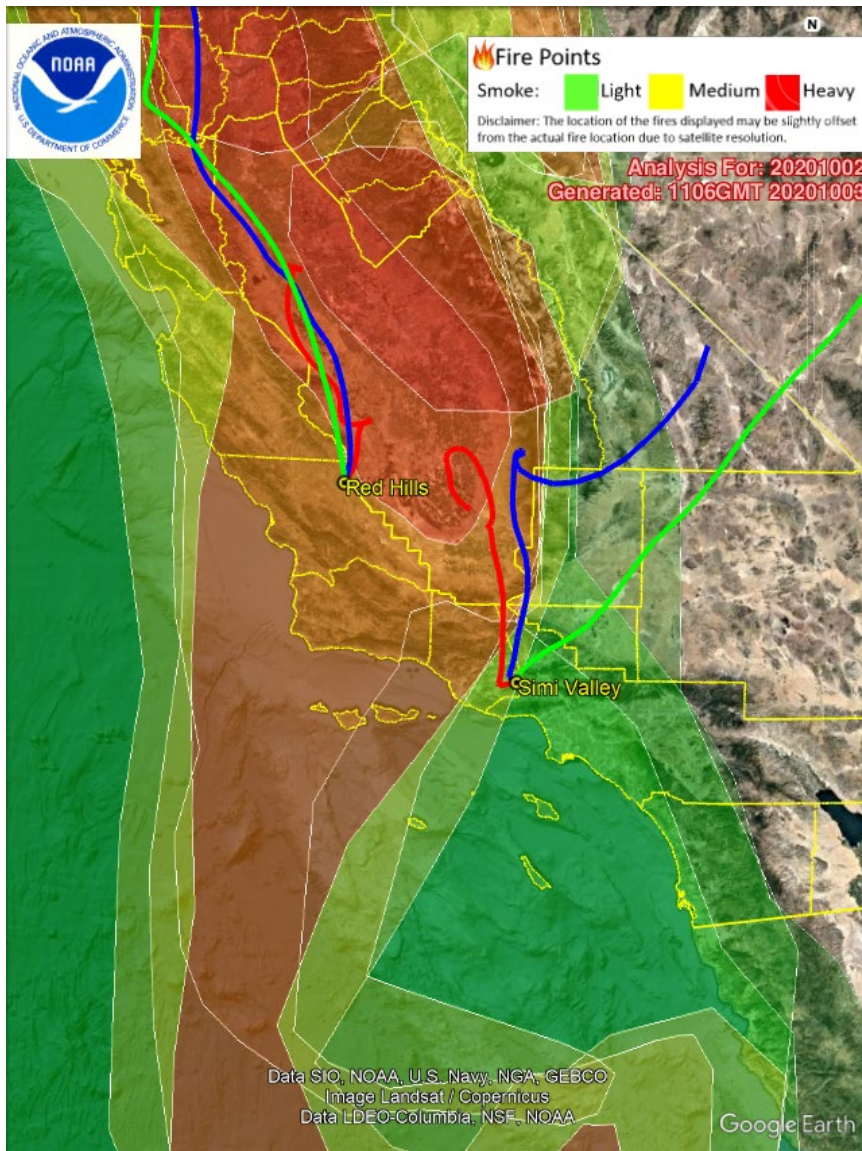 NATIONAL OCEANIC AND ATMOSPHERIC ADMINISTRATION
NOAA
U.S. DEPARTMENT OF COMMERCE
N
Fire Points
Smoke: Light Medium Heavy
Disclaimer: The location of the fires displayed may be slightly offset
from the actual fire location due to satellite resolution.
Analysis For: 20201002
Generated: 1106GMT 20201003
Red Hills
Simi Valley
Data SIO, NOAA, U.S. Navy, NGA, GEBCO
Image Landsat / Copernicus
Data LDEO-Columbia, NSF, NOAA
Google Earth